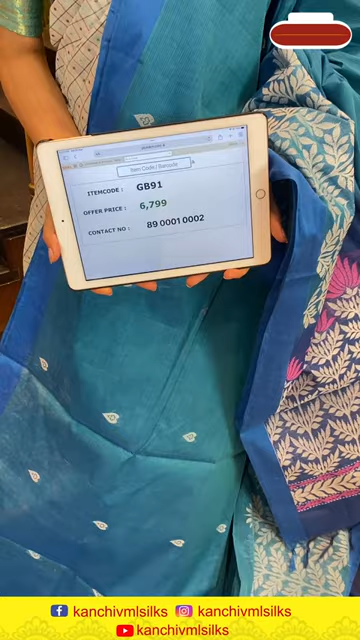 Item Code / Barcode
ITEMCODE : GB91
OFFER PRICE : 6,799
CONTACT NO : 89 0001 0002
kanchivmlsilks kanchivmlsilks
kanchivmlsilks